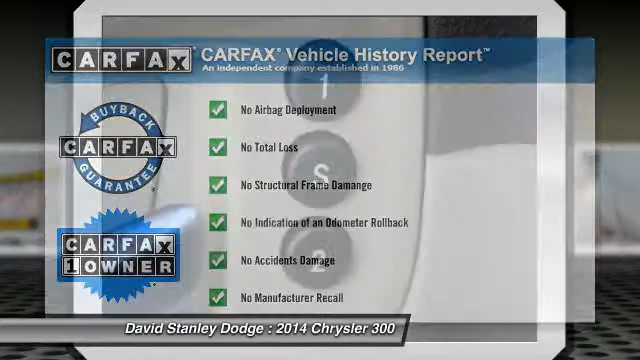 CARFAX® CARFAX® Vehicle History Report™
An independent company established in 1986
1
BUYBACK
CARFAX
GUARANTEE
No Airbag Deployment
No Total Loss
S
No Structural Frame Damange
No Indication of an Odometer Rollback
CARFAX
1 OWNER
No Accidents Damage
2
No Manufacturer Recall
David Stanley Dodge : 2014 Chrysler 300